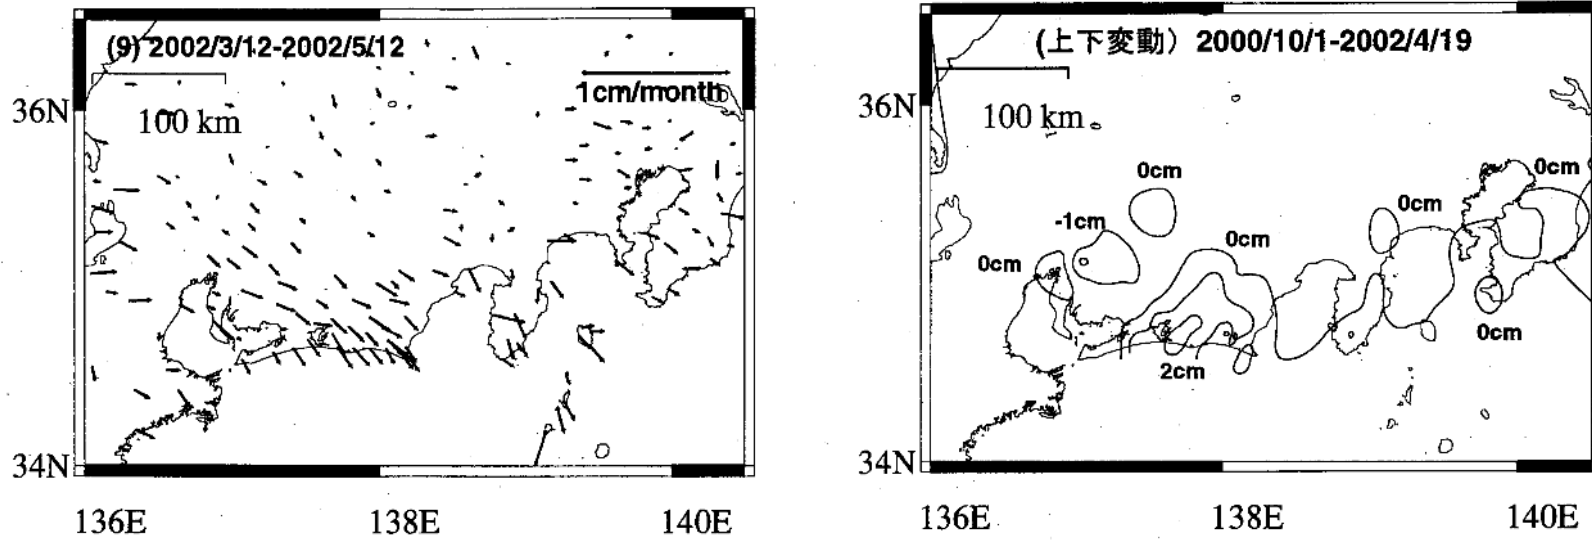 (9) 2002/3/12-2002/5/12
1cm/month
100 km
36N
34N
136E
138E
140E
(上下変動) 2000/10/1-2002/4/19
100 km
36N
34N
0cm
0cm
-1cm
0cm
0cm
0cm
0cm
2cm
136E
138E
140E